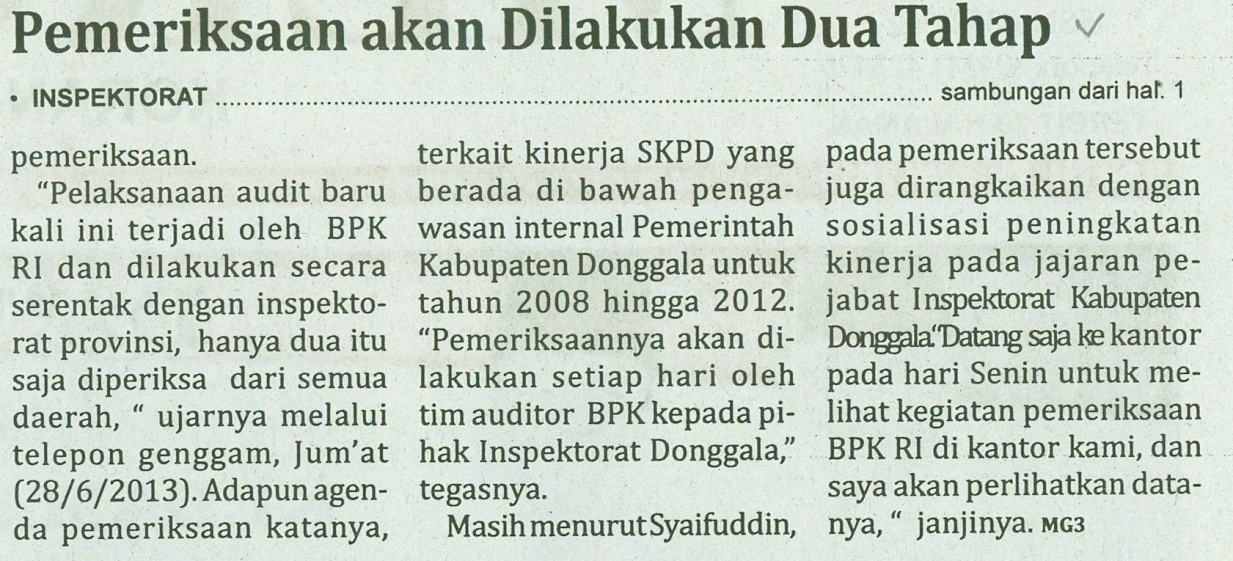 Pemeriksaan akan Dilakukan Dua Tahap
• INSPEKTORAT ........................................................................................................ sambungan dari hal. 1
pemeriksaan.
“Pelaksanaan audit baru
kali ini terjadi oleh BPK
RI dan dilakukan secara
serentak dengan inspekto-
rat provinsi, hanya dua itu
saja diperiksa dari semua
daerah, “ ujarnya melalui
telepon genggam, Jum’at
(28/6/2013). Adapun agen-
da pemeriksaan katanya,
terkait kinerja SKPD yang
berada di bawah penga-
wasan internal Pemerintah
Kabupaten Donggala untuk
tahun 2008 hingga 2012.
“Pemeriksaannya akan di-
lakukan setiap hari oleh
tim auditor BPK kepada pi-
hak Inspektorat Donggala,”
tegasnya.
Masih menurut Syaifuddin,
pada pemeriksaan tersebut
juga dirangkaikan dengan
sosialisasi peningkatan
kinerja pada jajaran pe-
jabat Inspektorat Kabupaten
Donggala.“Datang saja ke kantor
pada hari Senin untuk me-
lihat kegiatan pemeriksaan
BPK RI di kantor kami, dan
saya akan perlihatkan data-
nya, “ janjinya. MG3